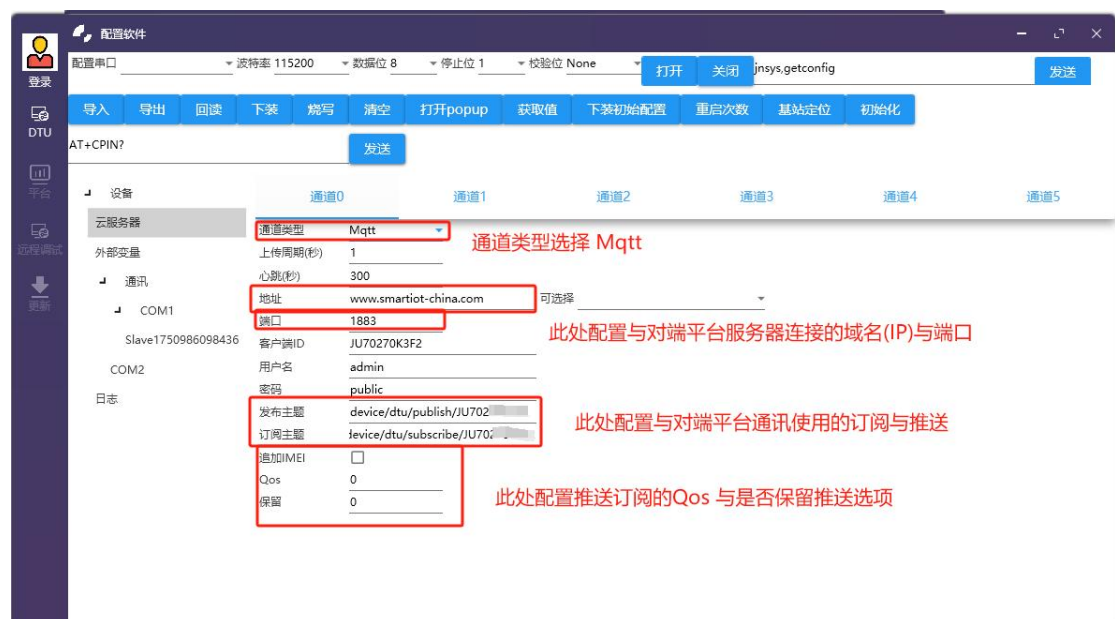 配置软件
登录
DTU
平台
远程调试
更新
配置串口 波特率 115200 数据位 8 停止位 1 校验位 None 打开 关闭 jnsys,getconfig 发送
导入 导出 回读 下装 烧写 清空 打开popup 获取值 下装初始配置 重启次数 基站定位 初始化
AT+CPIN? 发送
设备
云服务器
外部变量
通讯
COM1
Slave1750986098436
COM2
日志
通道0 通道1 通道2 通道3 通道4 通道5
通道类型 Mqtt 通道类型选择 Mqtt
上传周期(秒) 1
心跳(秒) 300
地址 www.smartiot-china.com 可选择
端口 1883 此处配置与对端平台服务器连接的域名(IP)与端口
客户端ID JU70270K3F2
用户名 admin
密码 public
发布主题 device/dtu/publish/JU702
订阅主题 device/dtu/subscribe/JU702 此处配置与对端平台通讯使用的订阅与推送
追加IMEI
Qos 0
保留 0 此处配置推送订阅的Qos 与是否保留推送选项